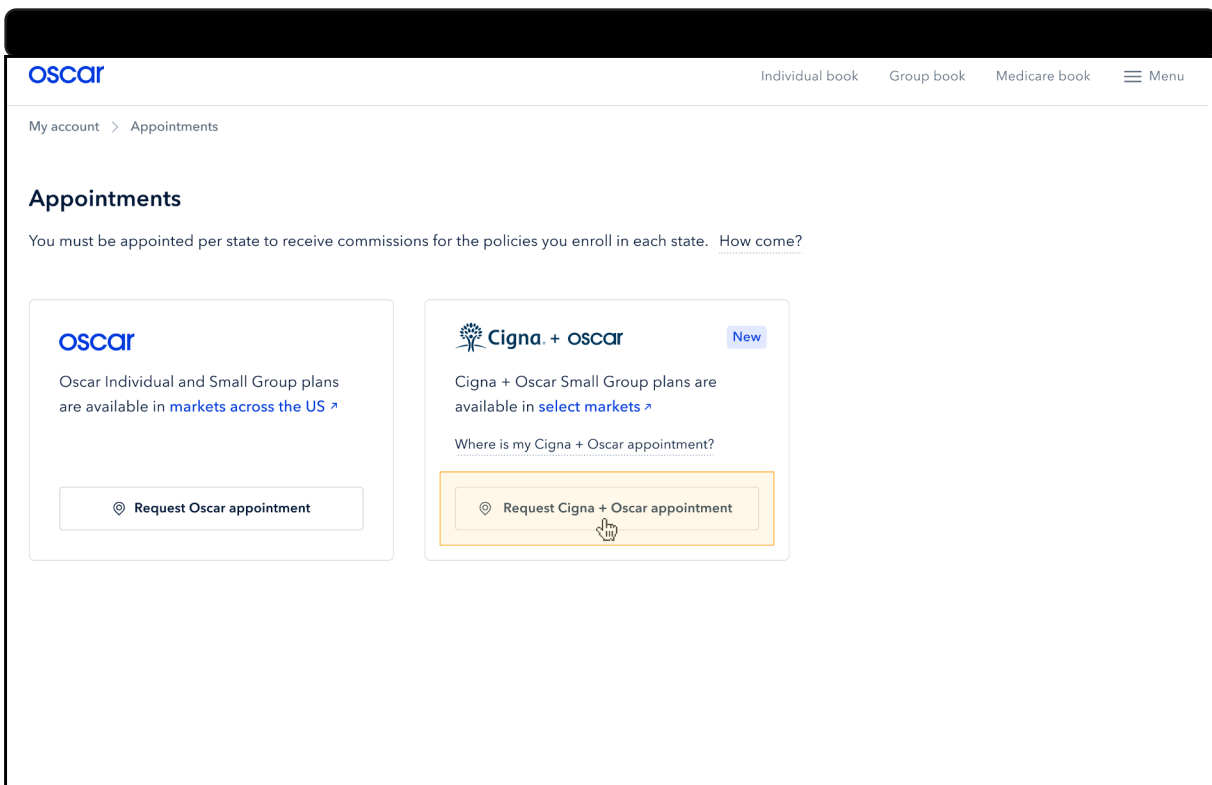 oscar
Individual book Group book Medicare book Menu
My account > Appointments
Appointments
You must be appointed per state to receive commissions for the policies you enroll in each state. How come?
oscar
Oscar Individual and Small Group plans
are available in markets across the US ↗
Request Oscar appointment
Cigna. + oscar
New
Cigna + Oscar Small Group plans are
available in select markets ↗
Where is my Cigna + Oscar appointment?
Request Cigna + Oscar appointment